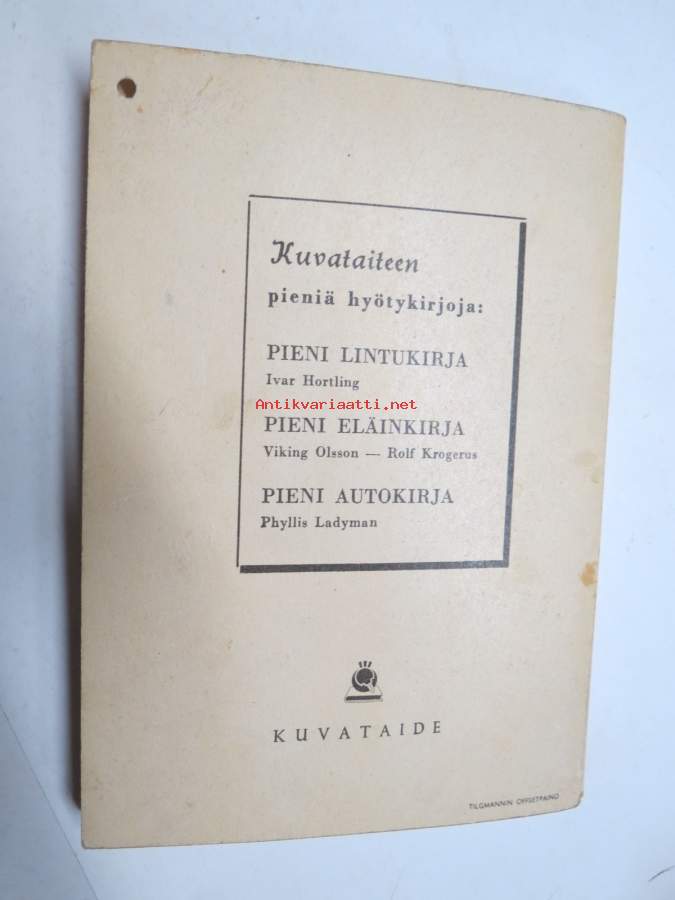 Kuvataiteen
pieniä hyötykirjoja:
PIENI LINTUKIRJA
Ivar Hortling
Antikvariaatti.net
PIENI ELÄINKIRJA
Viking Olsson — Rolf Krogerus
PIENI AUTOKIRJA
Phyllis Ladyman
KUVATAIDE
TILGMANNIN OFFSETPAINO